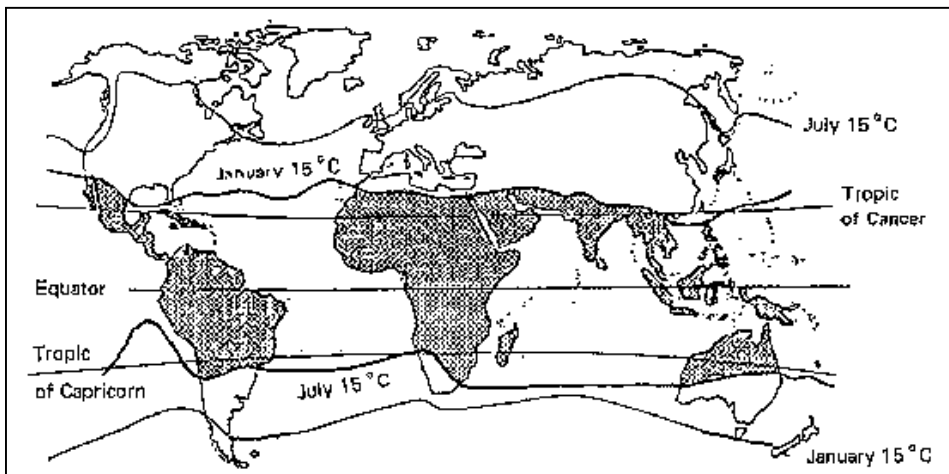 July 15 °C
January 15 °C
Tropic
of Cancer
Equator
Tropic
of Capricorn
July 15 °C
January 15 °C